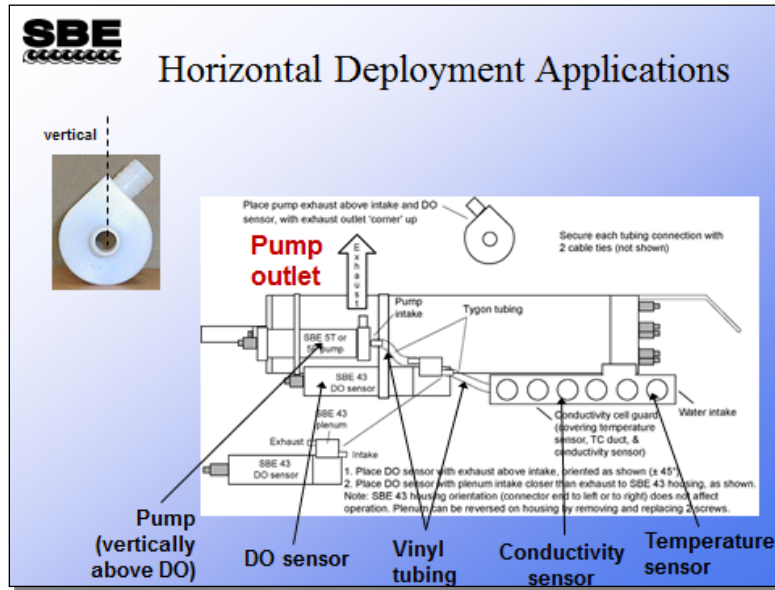 SBE
Horizontal Deployment Applications
vertical
Place pump exhaust above intake and DO
sensor, with exhaust outlet 'corner' up
Secure each tubing connection with
2 cable ties (not shown)
Pump
outlet
Exhaust
Pump
intake
Tygon tubing
SBE 5T or
pump
SBE 43
DO sensor
SBE 43
plenum
Exhaust
Intake
SBE 43
DO sensor
Water intake
Conductivity cell guard
(covering temperature
sensor, TC duct, &
conductivity sensor)
1. Place DO sensor with exhaust above intake, oriented as shown (± 45°)
2. Place DO sensor with plenum intake closer than exhaust to SBE 43 housing, as shown.
Note: SBE 43 housing orientation (connector end to left or to right) does not affect
operation. Plenum can be reversed on housing by removing and replacing 2 screws.
Pump
(vertically
above DO)
DO sensor
Vinyl
tubing
Conductivity
sensor
Temperature
sensor